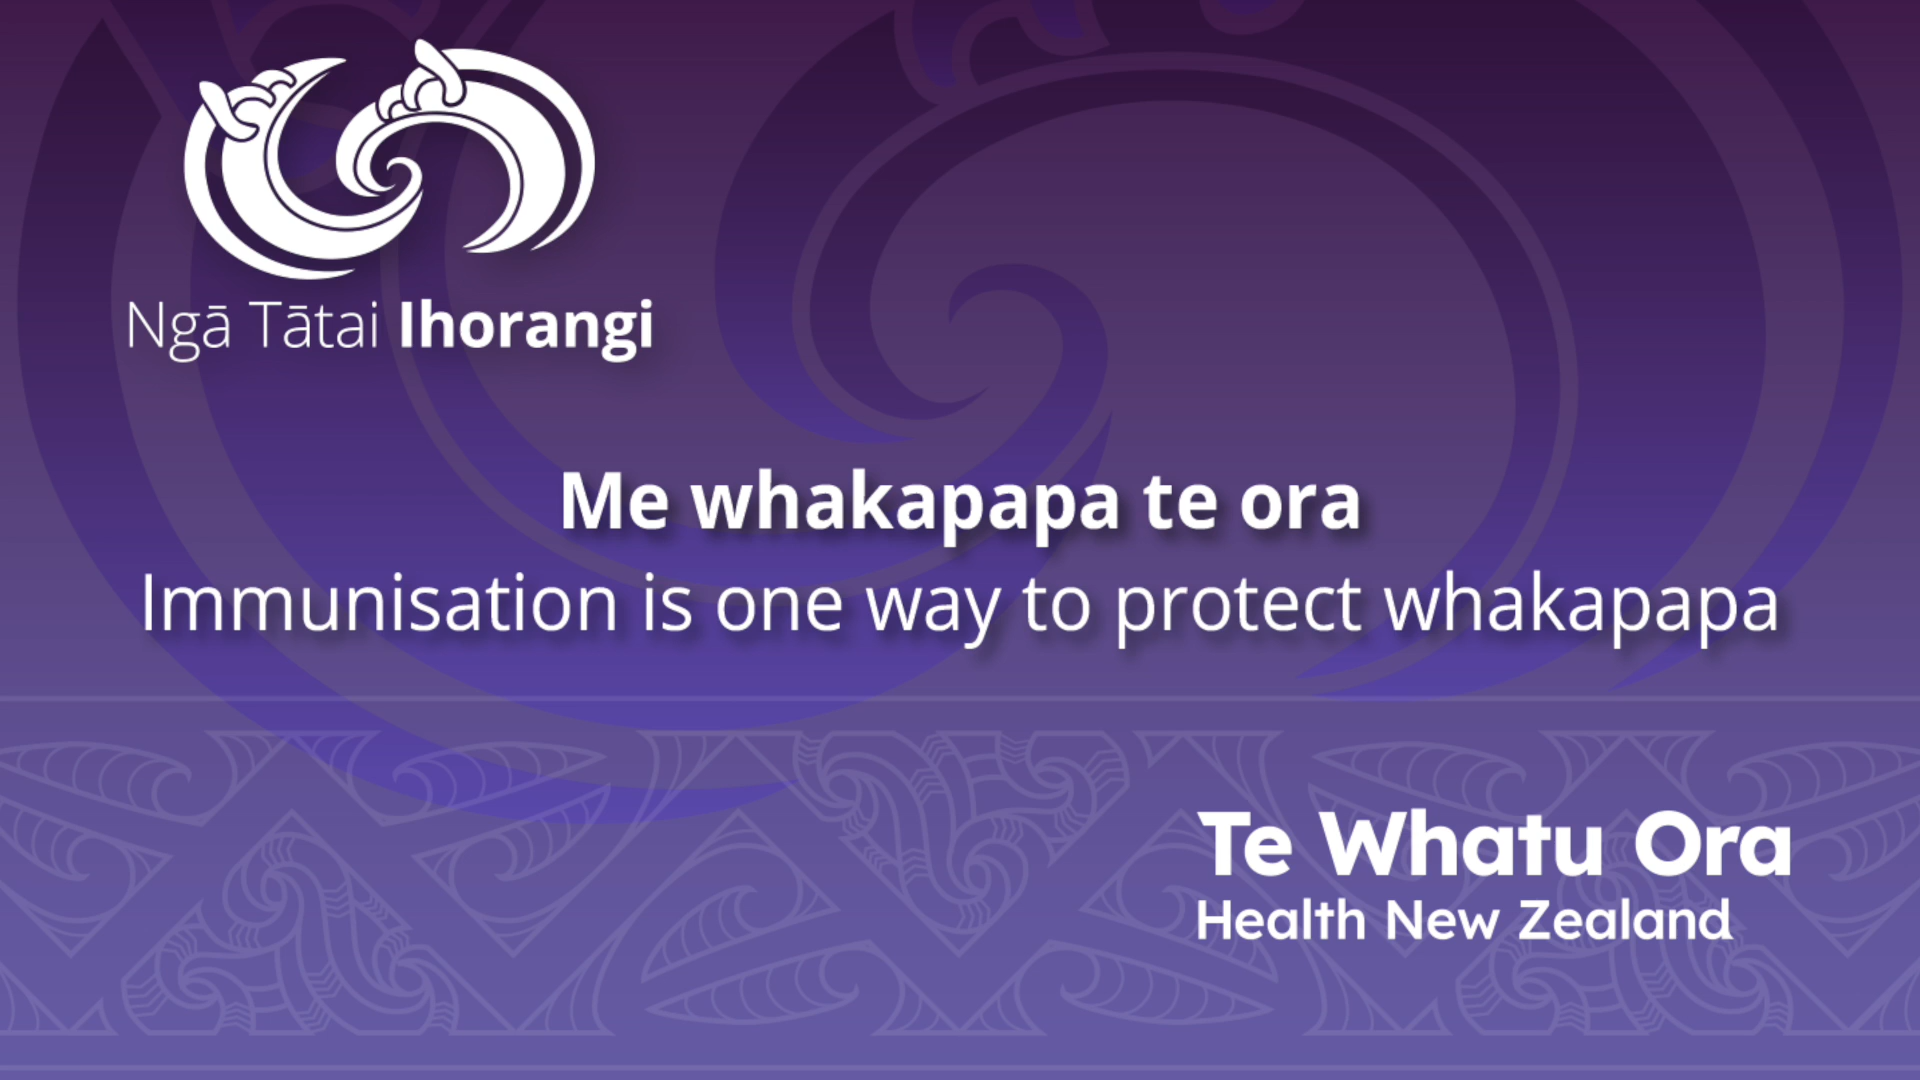 Ngā Tātai Ihorangi
Me whakapapa te ora
Immunisation is one way to protect whakapapa
Te Whatu Ora
Health New Zealand